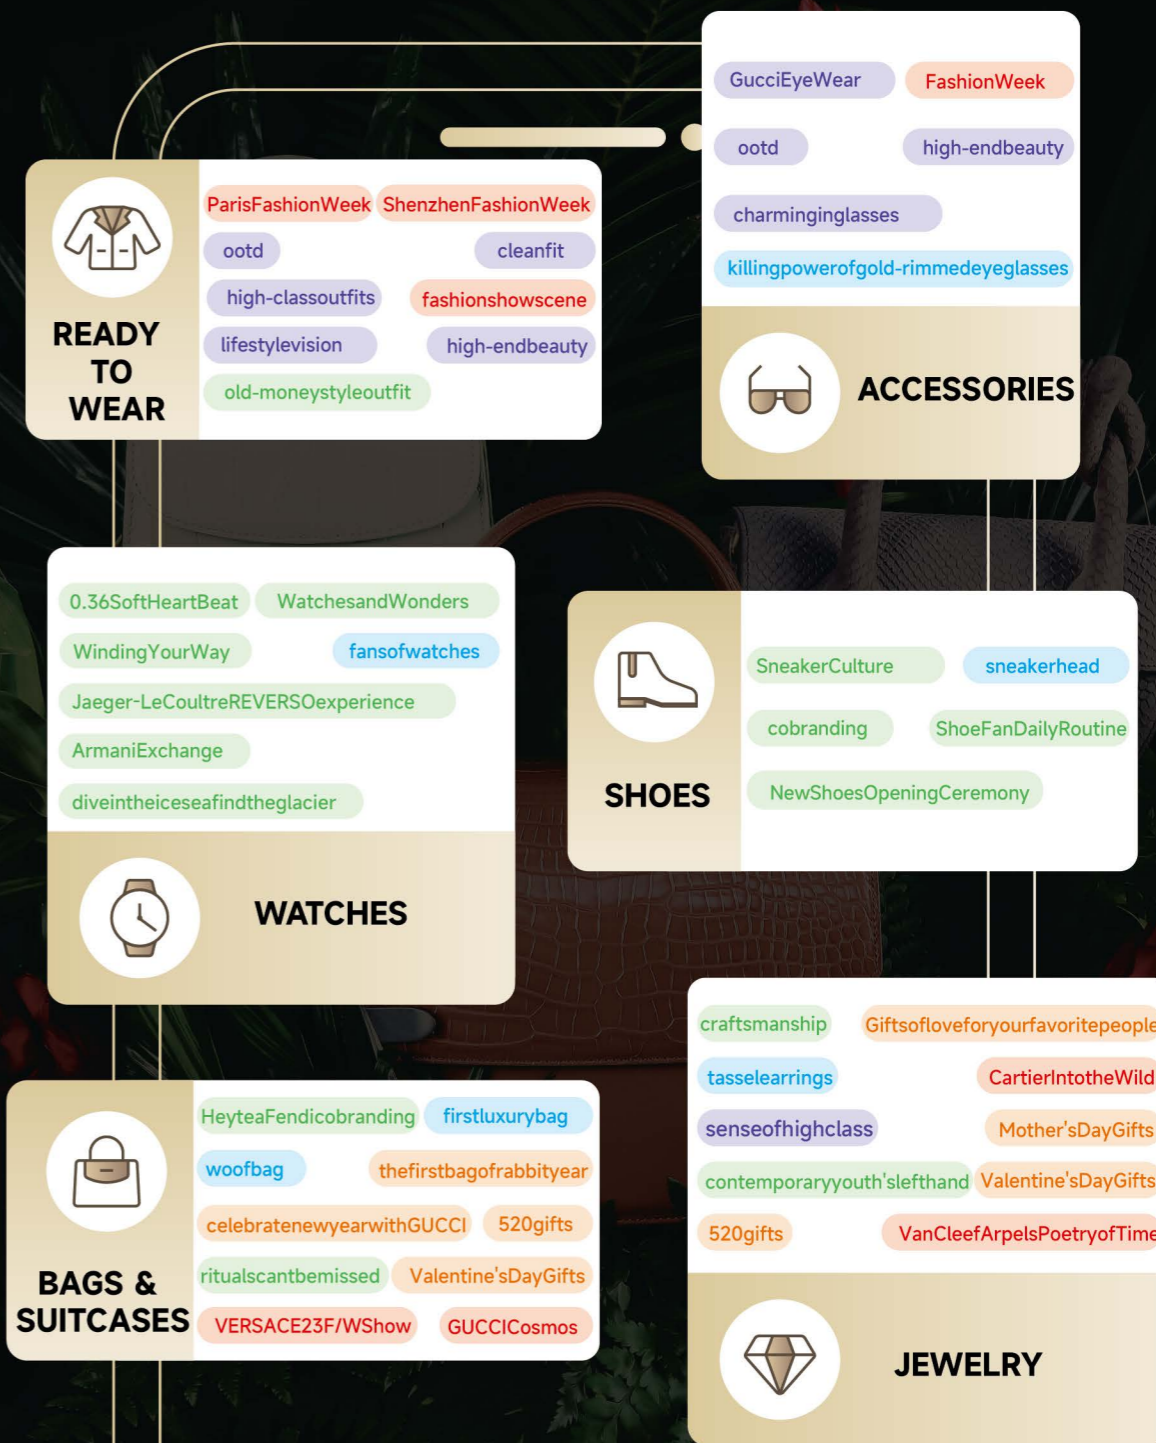 GucciEyeWear FashionWeek
ootd high-endbeauty
charminginglasses
killingpowerofgold-rimmedeyeglasses
ACCESSORIES
ParisFashionWeek ShenzhenFashionWeek
ootd cleanfit
high-classoutfits fashionshowscene
lifestylevision high-endbeauty
old-moneystyleoutfit
READY
TO
WEAR
0.36SoftHeartBeat WatchesandWonders
WindingYourWay fansofwatches
Jaeger-LeCoultreREVERSOexperience
ArmaniExchange
diveintheiceseafindtheglacier
WATCHES
SneakerCulture sneakerhead
cobranding ShoeFanDailyRoutine
NewShoesOpeningCeremony
SHOES
HeyteaFendicobranding firstluxurybag
woofbag thefirstbagofrabbityear
celebratenewyearwithGUCCI 520gifts
ritualscantbemissed Valentine'sDayGifts
VERSACE23F/WShow GUCCICosmos
BAGS &
SUITCASES
craftsmanship Giftsofloveforyourfavoritepeople
tasselearrings CartierIntotheWild
senseofhighclass Mother'sDayGifts
contemporaryyouth'slefthand Valentine'sDayGifts
520gifts VanCleefArpelsPoetryofTime
JEWELRY